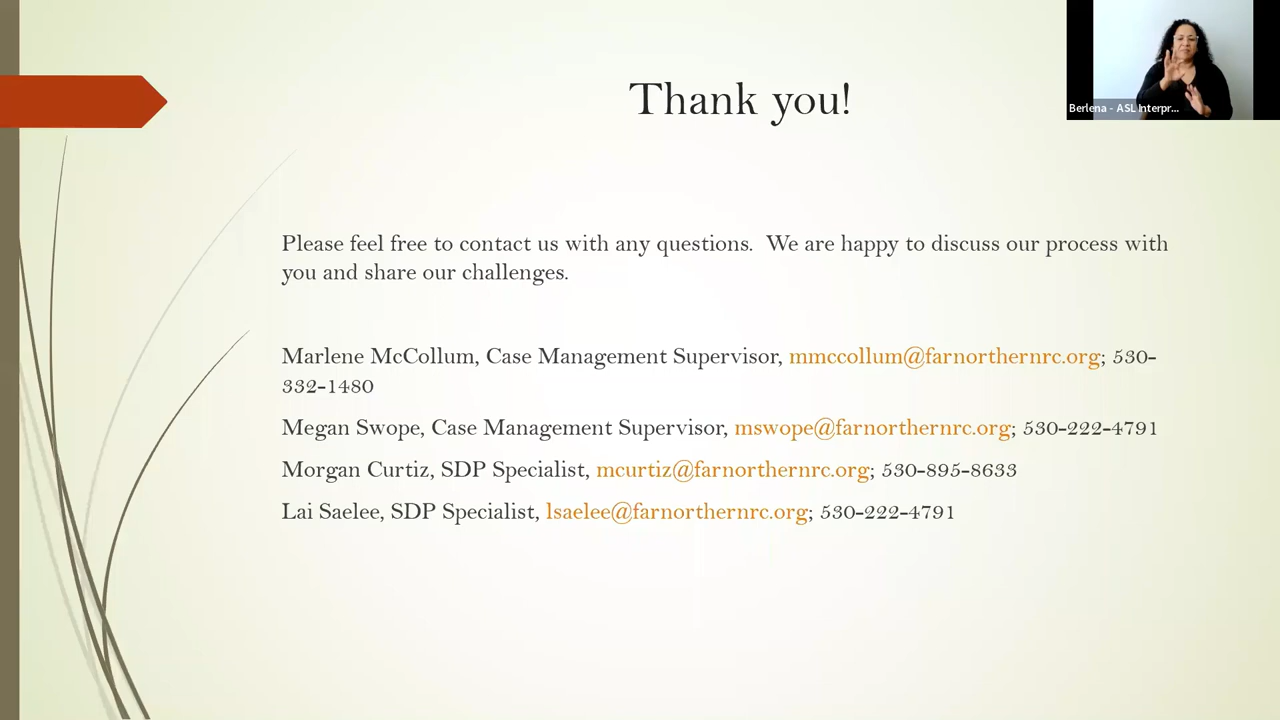 Thank you!
Berlena - ASL Interpr...
Please feel free to contact us with any questions.  We are happy to discuss our process with
you and share our challenges.
Marlene McCollum, Case Management Supervisor, mmccollum@farnorthernrc.org; 530-
332-1480
Megan Swope, Case Management Supervisor, mswope@farnorthernrc.org; 530-222-4791
Morgan Curtiz, SDP Specialist, mcurtiz@farnorthernrc.org; 530-895-8633
Lai Saelee, SDP Specialist, lsaelee@farnorthernrc.org; 530-222-4791